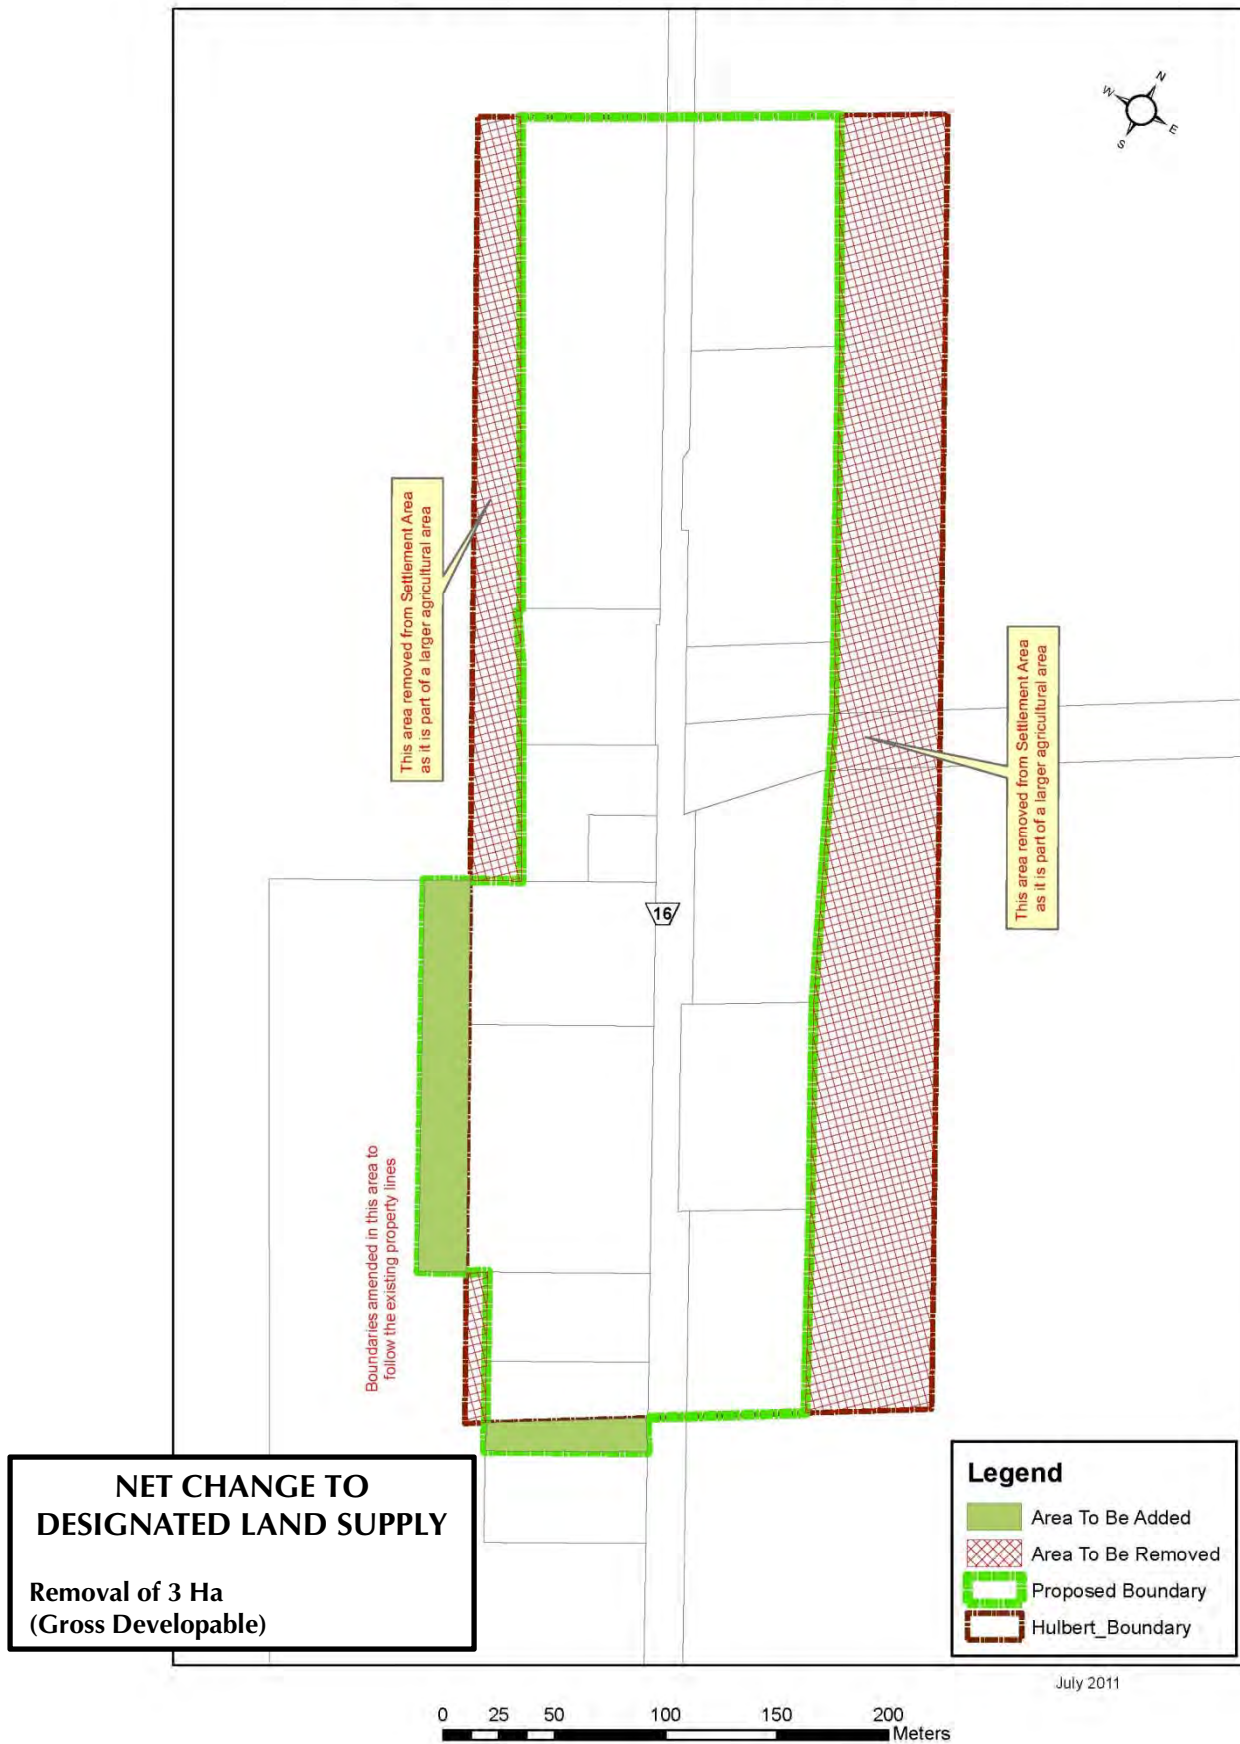 N
W
E
S
This area removed from Settlement Area
as it is part of a larger agricultural area
This area removed from Settlement Area
as it is part of a larger agricultural area
16
Boundaries amended in this area to
follow the existing property lines
NET CHANGE TO
DESIGNATED LAND SUPPLY
Removal of 3 Ha
(Gross Developable)
Legend
Area To Be Added
Area To Be Removed
Proposed Boundary
Hulbert_Boundary
July 2011
0 25 50 100 150 200
Meters